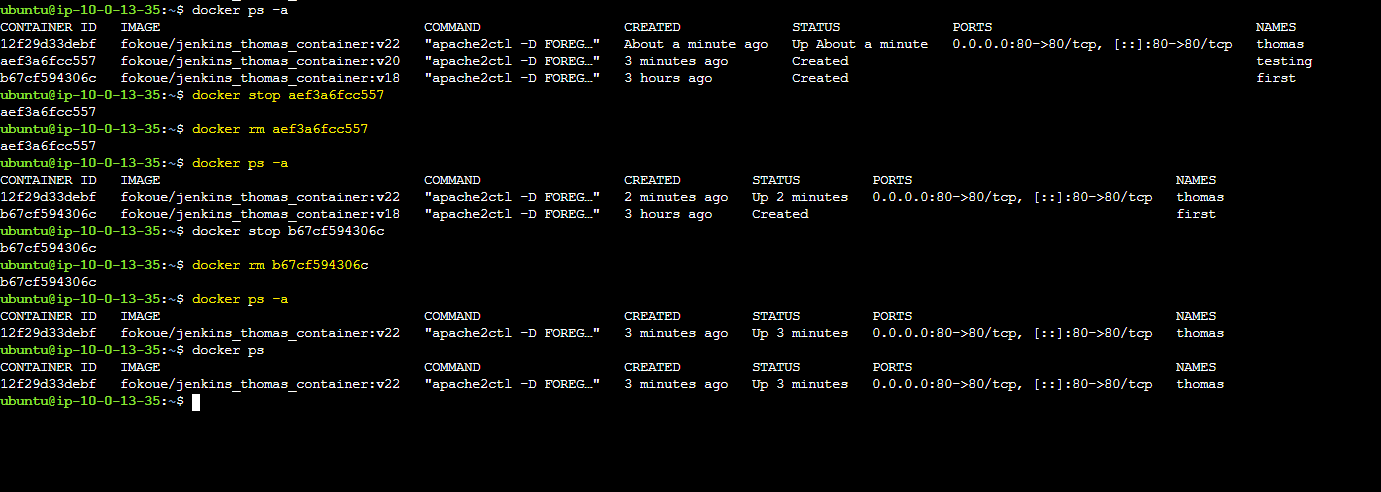 ubuntu@ip-10-0-13-35:~$ docker ps -a
CONTAINER ID   IMAGE                                 COMMAND                  CREATED              STATUS              PORTS                                 NAMES
12f29d33debf   fokoue/jenkins_thomas_container:v22   "apache2ctl -D FOREG…"   About a minute ago   Up About a minute   0.0.0.0:80->80/tcp, [::]:80->80/tcp   thomas
aef3a6fcc557   fokoue/jenkins_thomas_container:v20   "apache2ctl -D FOREG…"   3 minutes ago        Created                                                   testing
b67cf594306c   fokoue/jenkins_thomas_container:v18   "apache2ctl -D FOREG…"   3 hours ago          Created                                                   first
ubuntu@ip-10-0-13-35:~$ docker stop aef3a6fcc557
aef3a6fcc557
ubuntu@ip-10-0-13-35:~$ docker rm aef3a6fcc557
aef3a6fcc557
ubuntu@ip-10-0-13-35:~$ docker ps -a
CONTAINER ID   IMAGE                                 COMMAND                  CREATED         STATUS         PORTS                                 NAMES
12f29d33debf   fokoue/jenkins_thomas_container:v22   "apache2ctl -D FOREG…"   2 minutes ago   Up 2 minutes   0.0.0.0:80->80/tcp, [::]:80->80/tcp   thomas
b67cf594306c   fokoue/jenkins_thomas_container:v18   "apache2ctl -D FOREG…"   3 hours ago     Created                                              first
ubuntu@ip-10-0-13-35:~$ docker stop b67cf594306c
b67cf594306c
ubuntu@ip-10-0-13-35:~$ docker rm b67cf594306c
b67cf594306c
ubuntu@ip-10-0-13-35:~$ docker ps -a
CONTAINER ID   IMAGE                                 COMMAND                  CREATED         STATUS         PORTS                                 NAMES
12f29d33debf   fokoue/jenkins_thomas_container:v22   "apache2ctl -D FOREG…"   3 minutes ago   Up 3 minutes   0.0.0.0:80->80/tcp, [::]:80->80/tcp   thomas
ubuntu@ip-10-0-13-35:~$ docker ps
CONTAINER ID   IMAGE                                 COMMAND                  CREATED         STATUS         PORTS                                 NAMES
12f29d33debf   fokoue/jenkins_thomas_container:v22   "apache2ctl -D FOREG…"   3 minutes ago   Up 3 minutes   0.0.0.0:80->80/tcp, [::]:80->80/tcp   thomas
ubuntu@ip-10-0-13-35:~$